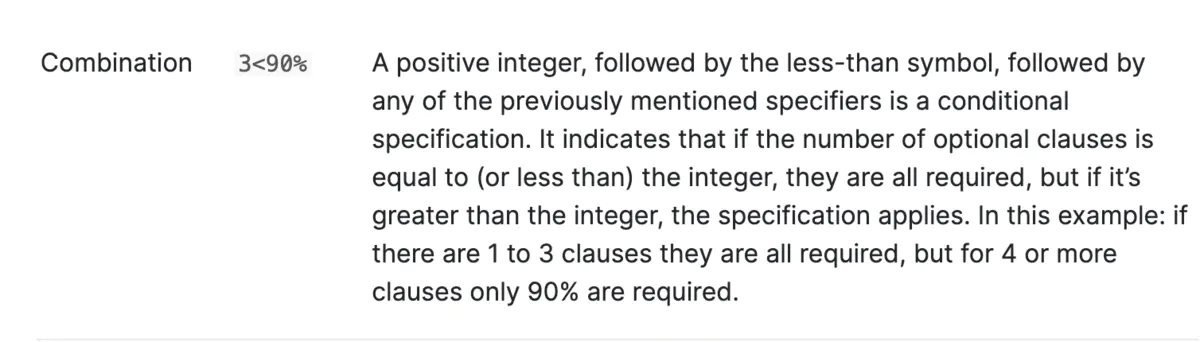 Combination 3<90% A positive integer, followed by the less-than symbol, followed by
any of the previously mentioned specifiers is a conditional
specification. It indicates that if the number of optional clauses is
equal to (or less than) the integer, they are all required, but if it’s
greater than the integer, the specification applies. In this example: if
there are 1 to 3 clauses they are all required, but for 4 or more
clauses only 90% are required.